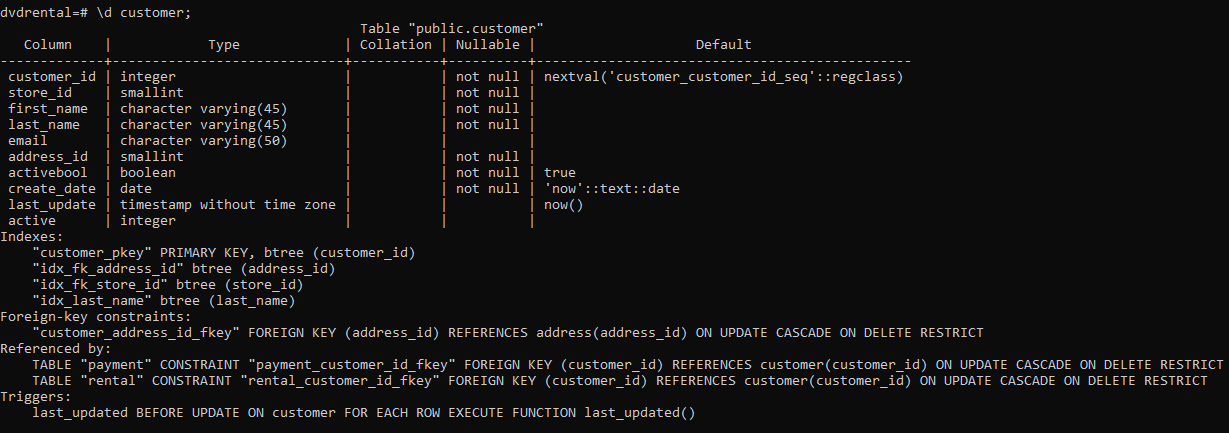 dvdrental=# \d customer;
                                            Table "public.customer"
   Column    |            Type             | Collation | Nullable |                    Default
-------------+-----------------------------+-----------+----------+-----------------------------------------------
 customer_id | integer                     |           | not null | nextval('customer_customer_id_seq'::regclass)
 store_id    | smallint                    |           | not null |
 first_name  | character varying(45)       |           | not null |
 last_name   | character varying(45)       |           | not null |
 email       | character varying(50)       |           |          |
 address_id  | smallint                    |           | not null |
 activebool  | boolean                     |           | not null | true
 create_date | date                        |           | not null | 'now'::text::date
 last_update | timestamp without time zone |           |          | now()
 active      | integer                     |           |          |
Indexes:
    "customer_pkey" PRIMARY KEY, btree (customer_id)
    "idx_fk_address_id" btree (address_id)
    "idx_fk_store_id" btree (store_id)
    "idx_last_name" btree (last_name)
Foreign-key constraints:
    "customer_address_id_fkey" FOREIGN KEY (address_id) REFERENCES address(address_id) ON UPDATE CASCADE ON DELETE RESTRICT
Referenced by:
    TABLE "payment" CONSTRAINT "payment_customer_id_fkey" FOREIGN KEY (customer_id) REFERENCES customer(customer_id) ON UPDATE CASCADE ON DELETE RESTRICT
    TABLE "rental" CONSTRAINT "rental_customer_id_fkey" FOREIGN KEY (customer_id) REFERENCES customer(customer_id) ON UPDATE CASCADE ON DELETE RESTRICT
Triggers:
    last_updated BEFORE UPDATE ON customer FOR EACH ROW EXECUTE FUNCTION last_updated()